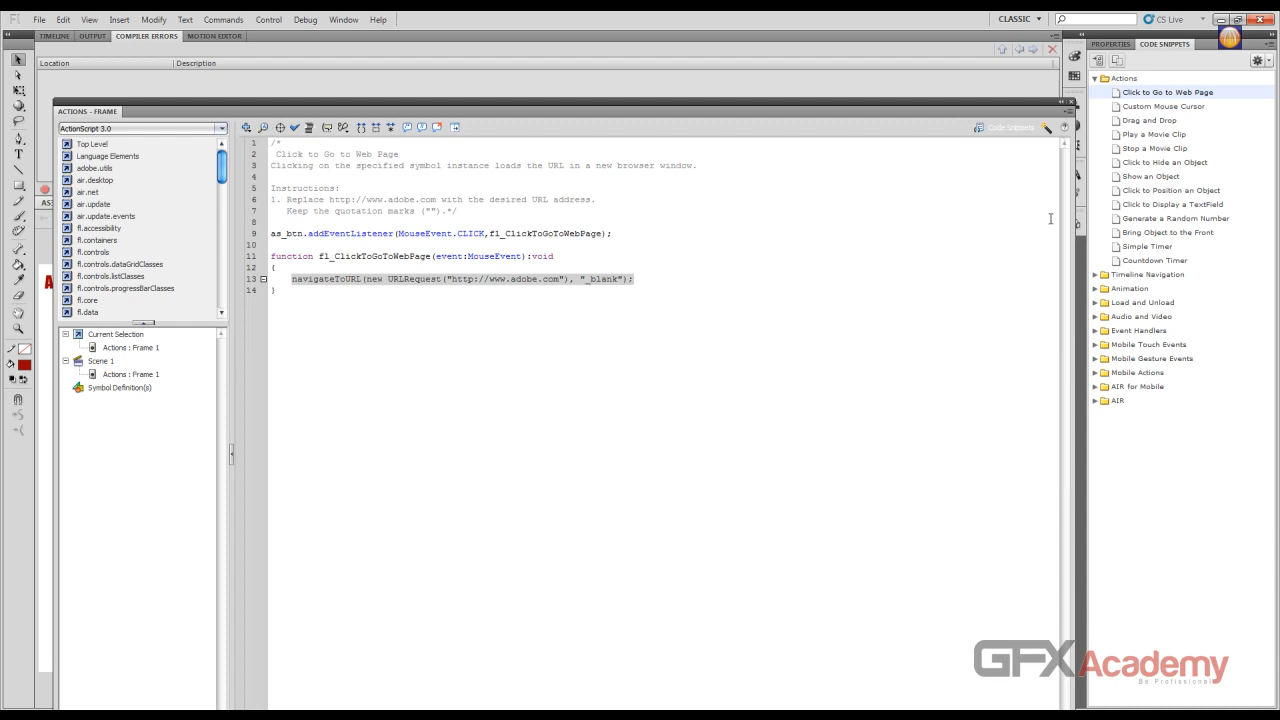 Fl File Edit View Insert Modify Text Commands Control Debug Window Help CLASSIC CS Live
TIMELINE OUTPUT COMPILER ERRORS MOTION EDITOR
PROPERTIES CODE SNIPPETS
Location Description
ACTIONS - FRAME
ActionScript 3.0
Top Level
Language Elements
adobe.utils
air.desktop
air.net
air.update
air.update.events
fl.accessibility
fl.containers
fl.controls
fl.controls.dataGridClasses
fl.controls.listClasses
fl.controls.progressBarClasses
fl.core
fl.data
Current Selection
Actions : Frame 1
Scene 1
Actions : Frame 1
Symbol Definition(s)
Code Snippets
1 /*
2 Click to Go to Web Page
3 Clicking on the specified symbol instance loads the URL in a new browser window.
4
5 Instructions:
6 1. Replace http://www.adobe.com with the desired URL address.
7 Keep the quotation marks ("").*/
8
9 as_btn.addEventListener(MouseEvent.CLICK,fl_ClickToGoToWebPage);
10
11 function fl_ClickToGoToWebPage(event:MouseEvent):void
12 {
13 navigateToURL(new URLRequest("http://www.adobe.com"), "_blank");
14 }
Actions
Click to Go to Web Page
Custom Mouse Cursor
Drag and Drop
Play a Movie Clip
Stop a Movie Clip
Click to Hide an Object
Show an Object
Click to Position an Object
Click to Display a TextField
Generate a Random Number
Bring Object to the Front
Simple Timer
Countdown Timer
Timeline Navigation
Animation
Load and Unload
Audio and Video
Event Handlers
Mobile Touch Events
Mobile Gesture Events
Mobile Actions
AIR for Mobile
AIR
GFXAcademy
Be Profissional